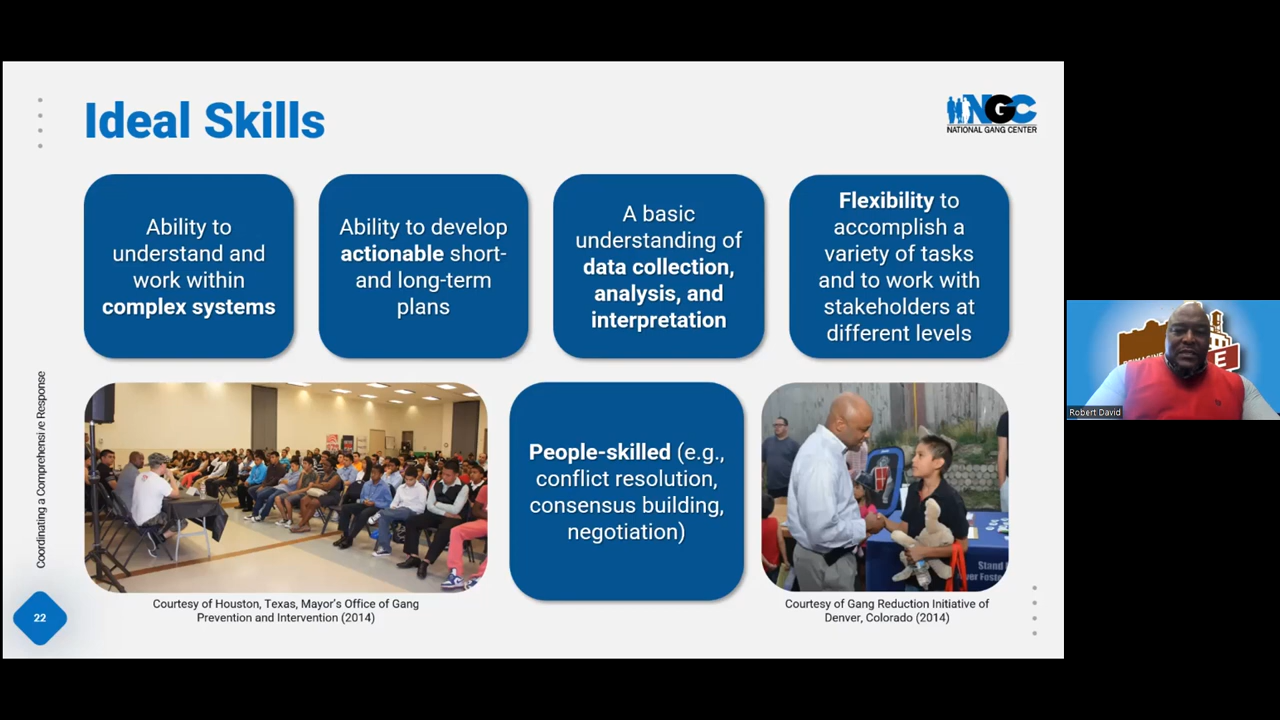 Ideal Skills
NGC
NATIONAL GANG CENTER
Ability to
understand and
work within
complex systems
Ability to develop
actionable short-
and long-term
plans
A basic
understanding of
data collection,
analysis, and
interpretation
Flexibility to
accomplish a
variety of tasks
and to work with
stakeholders at
different levels
People-skilled (e.g.,
conflict resolution,
consensus building,
negotiation)
Stand
Foste
Courtesy of Houston, Texas, Mayor's Office of Gang
Prevention and Intervention (2014)
Courtesy of Gang Reduction Initiative of
Denver, Colorado (2014)
Coordinating a Comprehensive Response
22
REIMAGINE
E
Robert David